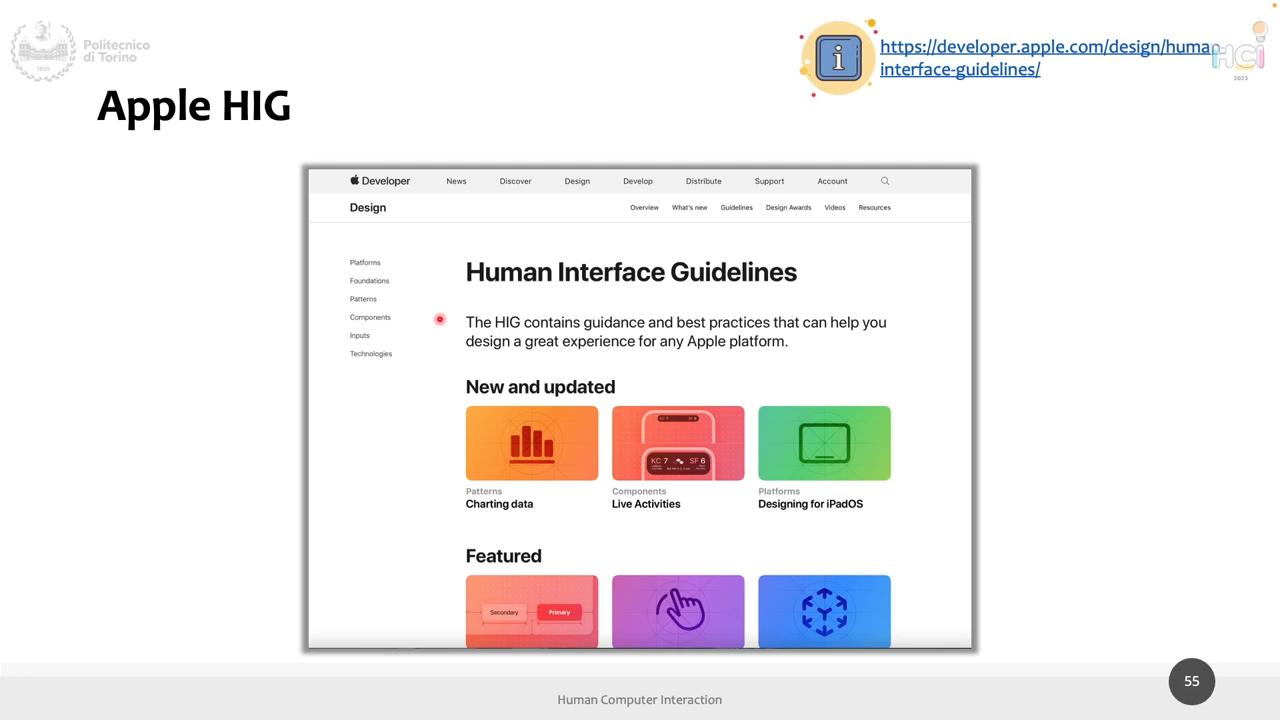 Politecnico
di Torino
1859
https://developer.apple.com/design/huma
interface-guidelines/
HCI
2023
Apple HIG
Developer
News
Discover
Design
Develop
Distribute
Support
Account
Design
Overview
What's new
Guidelines
Design Awards
Videos
Resources
Platforms
Foundations
Patterns
Components
Inputs
Technologies
Human Interface Guidelines
The HIG contains guidance and best practices that can help you
design a great experience for any Apple platform.
New and updated
KC 7
SF 6
Patterns
Charting data
Components
Live Activities
Platforms
Designing for iPadOS
Featured
Secondary
Primary
Human Computer Interaction
55